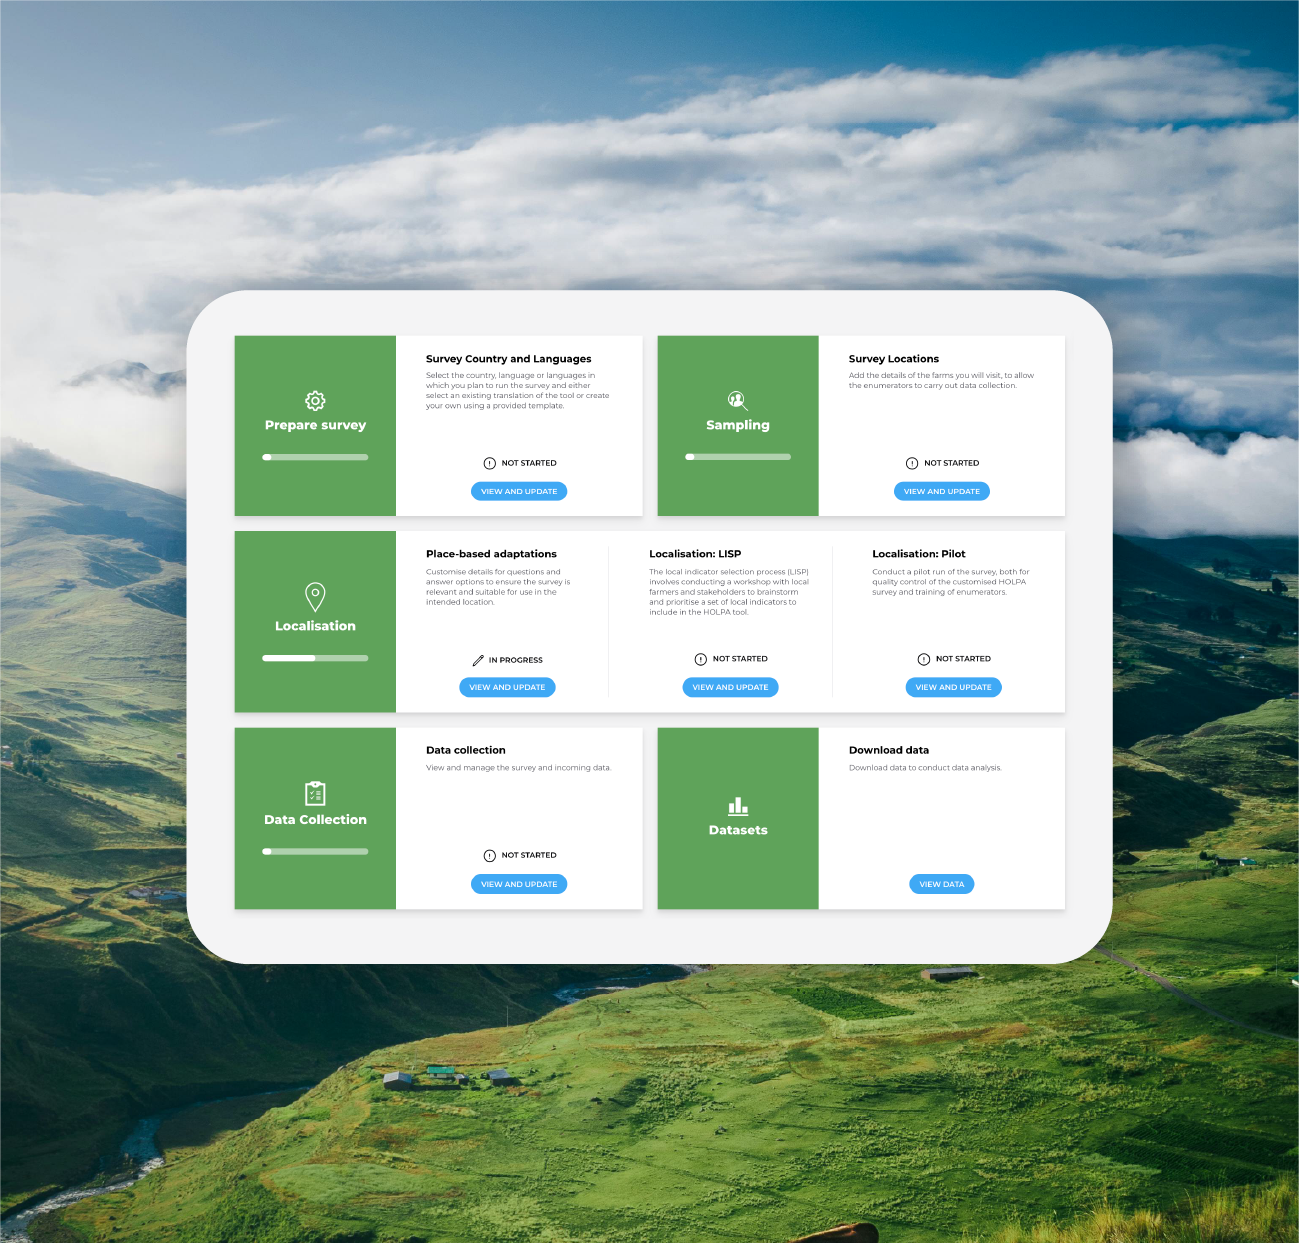 Prepare survey
Survey Country and Languages
Select the country, language or languages in
which you plan to run the survey and either
select an existing translation of the tool or create
your own using a provided template.
NOT STARTED
VIEW AND UPDATE
Sampling
Survey Locations
Add the details of the farms you will visit, to allow
the enumerators to carry out data collection.
NOT STARTED
VIEW AND UPDATE
Localisation
Place-based adaptations
Customise details for questions and
answer options to ensure the survey is
relevant and suitable for use in the
intended location.
IN PROGRESS
VIEW AND UPDATE
Localisation: LISP
The local indicator selection process (LISP)
involves conducting a workshop with local
farmers and stakeholders to brainstorm
and prioritise a set of local indicators to
include in the HOLPA tool.
NOT STARTED
VIEW AND UPDATE
Localisation: Pilot
Conduct a pilot run of the survey, both for
quality control of the customised HOLPA
survey and training of enumerators.
NOT STARTED
VIEW AND UPDATE
Data Collection
Data collection
View and manage the survey and incoming data.
NOT STARTED
VIEW AND UPDATE
Datasets
Download data
Download data to conduct data analysis.
VIEW DATA